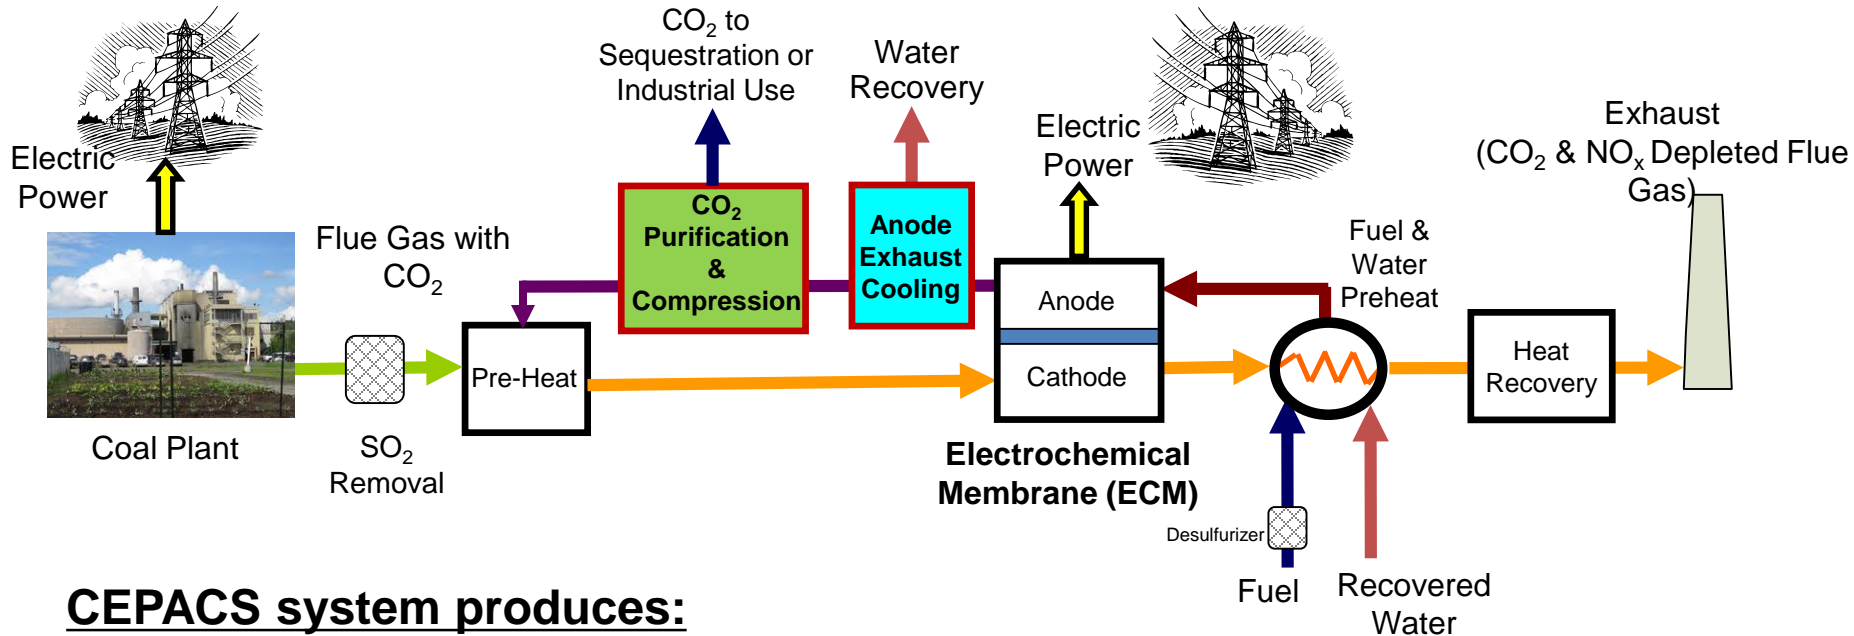 CO₂ to
Sequestration or
Industrial Use
Water
Recovery
Electric
Power
Electric
Power
Exhaust
(CO₂ & NOₓ Depleted Flue
Gas)
Flue Gas with
CO₂
CO₂
Purification
&
Compression
Anode
Exhaust
Cooling
Fuel &
Water
Preheat
Anode
Cathode
Pre-Heat
Heat
Recovery
Coal Plant
SO₂
Removal
Electrochemical
Membrane (ECM)
Desulfurizer
Fuel
Recovered
Water
CEPACS system produces: